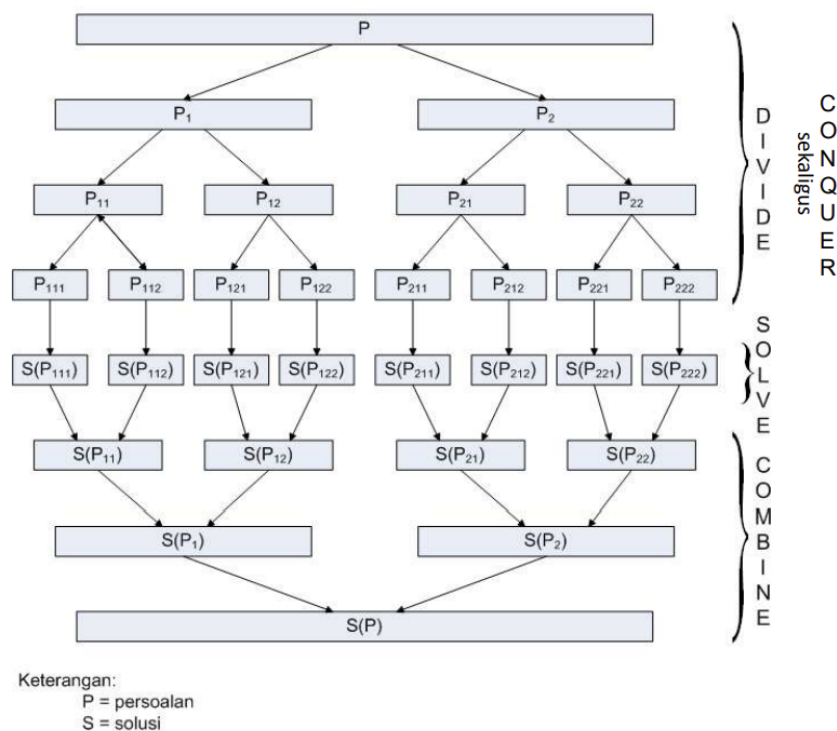 P
P₁ P₂
P₁₁ P₁₂ P₂₁ P₂₂
P₁₁₁ P₁₁₂ P₁₂₁ P₁₂₂ P₂₁₁ P₂₁₂ P₂₂₁ P₂₂₂
S(P₁₁₁) S(P₁₁₂) S(P₁₂₁) S(P₁₂₂) S(P₂₁₁) S(P₂₁₂) S(P₂₂₁) S(P₂₂₂)
S(P₁₁) S(P₁₂) S(P₂₁) S(P₂₂)
S(P₁) S(P₂)
S(P)
DIVIDE
sekaligus
CONQUER
SOLVE
COMBINE
Keterangan:
P = persoalan
S = solusi